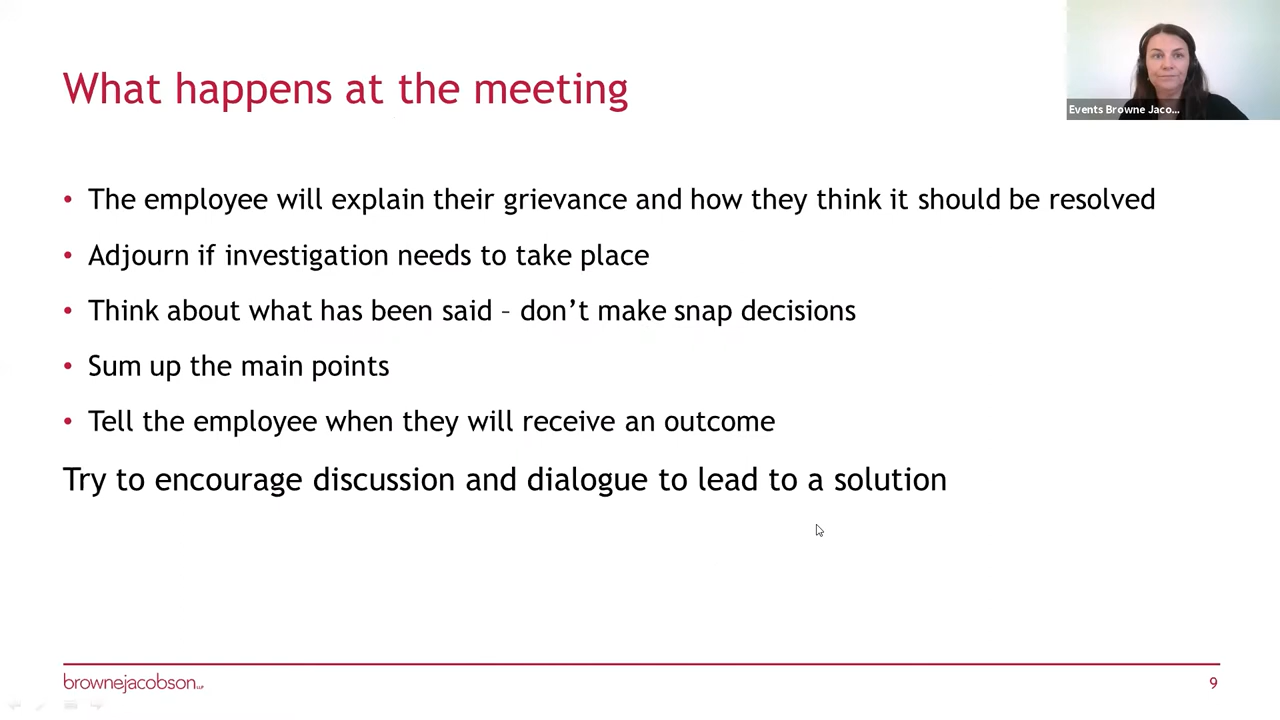 What happens at the meeting
Events Browne Jaco...
• The employee will explain their grievance and how they think it should be resolved
• Adjourn if investigation needs to take place
• Think about what has been said – don’t make snap decisions
• Sum up the main points
• Tell the employee when they will receive an outcome
Try to encourage discussion and dialogue to lead to a solution
brownejacobson LLP
9